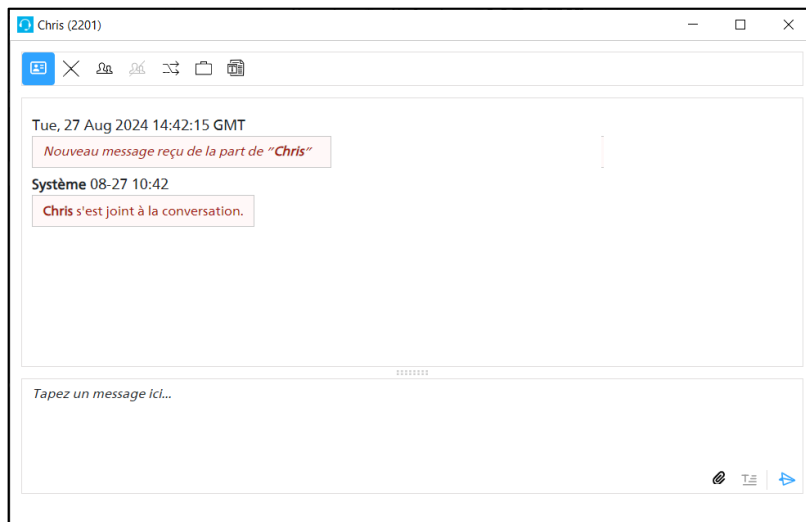 Chris (2201)
Tue, 27 Aug 2024 14:42:15 GMT
Nouveau message reçu de la part de "Chris"
Système 08-27 10:42
Chris s'est joint à la conversation.
Tapez un message ici...